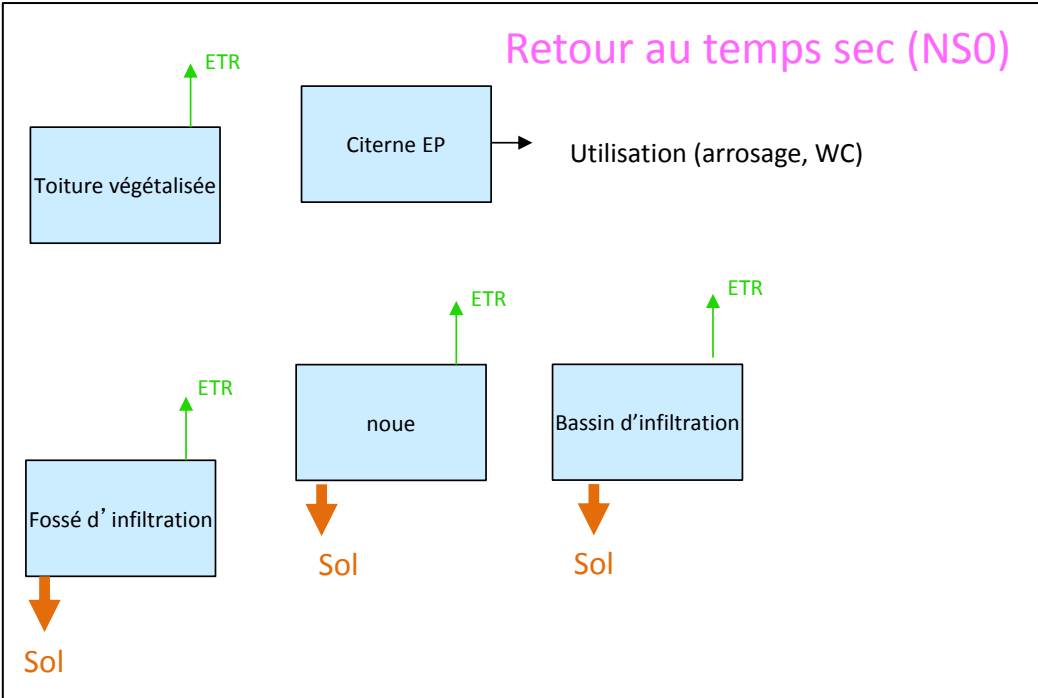 Retour au temps sec (NS0)
ETR
Toiture végétalisée
Citerne EP
Utilisation (arrosage, WC)
ETR
Fossé d’ infiltration
Sol
ETR
noue
Sol
ETR
Bassin d’infiltration
Sol